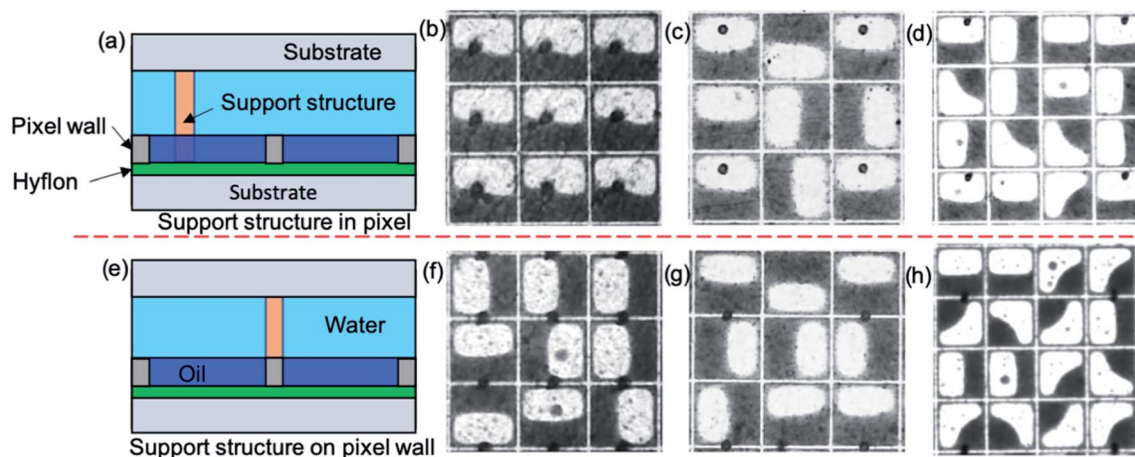 (a)
Substrate
Support structure
Pixel wall
Hyflon
Substrate
Support structure in pixel
(b)
(c)
(d)
(e)
Water
Oil
Support structure on pixel wall
(f)
(g)
(h)